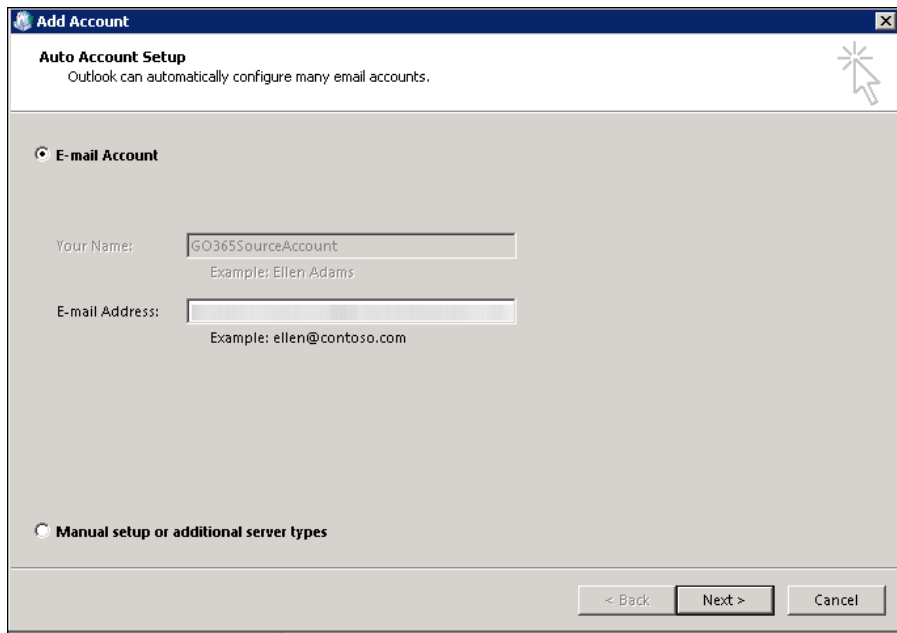 Add Account
Auto Account Setup
Outlook can automatically configure many email accounts.
E-mail Account
Your Name: GO365SourceAccount
Example: Ellen Adams
E-mail Address:
Example: ellen@contoso.com
Manual setup or additional server types
< Back Next > Cancel